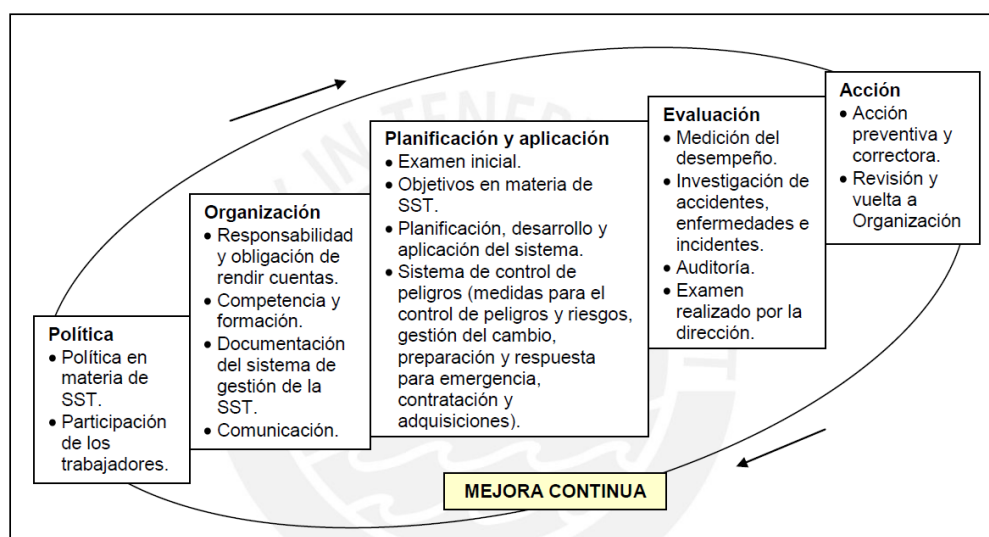 Política
• Política en
materia de
SST.
• Participación
de los
trabajadores.
Organización
• Responsabilidad
y obligación de
rendir cuentas.
• Competencia y
formación.
• Documentación
del sistema de
gestión de la
SST.
• Comunicación.
Planificación y aplicación
• Examen inicial.
• Objetivos en materia de
SST.
• Planificación, desarrollo y
aplicación del sistema.
• Sistema de control de
peligros (medidas para el
control de peligros y riesgos,
gestión del cambio,
preparación y respuesta
para emergencia,
contratación y
adquisiciones).
Evaluación
• Medición del
desempeño.
• Investigación de
accidentes,
enfermedades e
incidentes.
• Auditoría.
• Examen
realizado por la
dirección.
Acción
• Acción
preventiva y
correctora.
• Revisión y
vuelta a
Organización
MEJORA CONTINUA
IN TENE